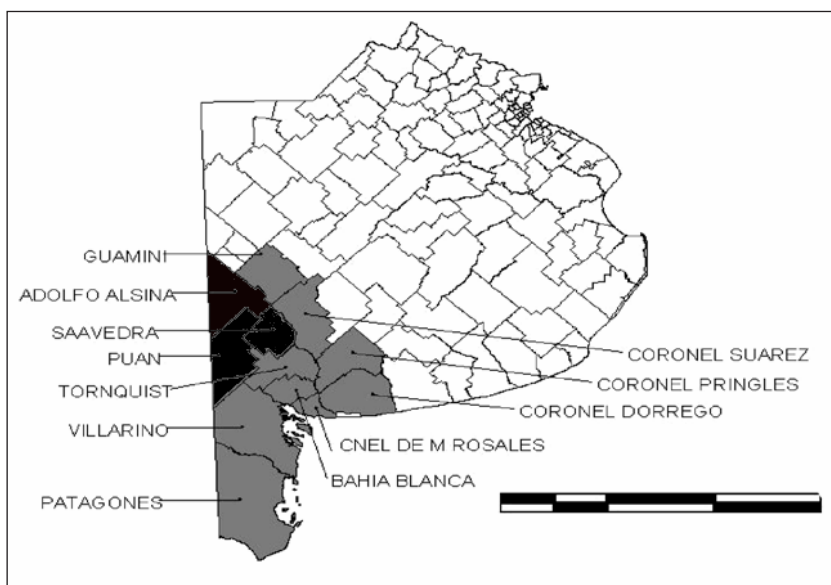 GUAMINI
ADOLFO ALSINA
SAAVEDRA
PUAN
TORNQUIST
VILLARINO
PATAGONES
CORONEL SUAREZ
CORONEL PRINGLES
CORONEL DORREGO
CNEL DE M ROSALES
BAHIA BLANCA